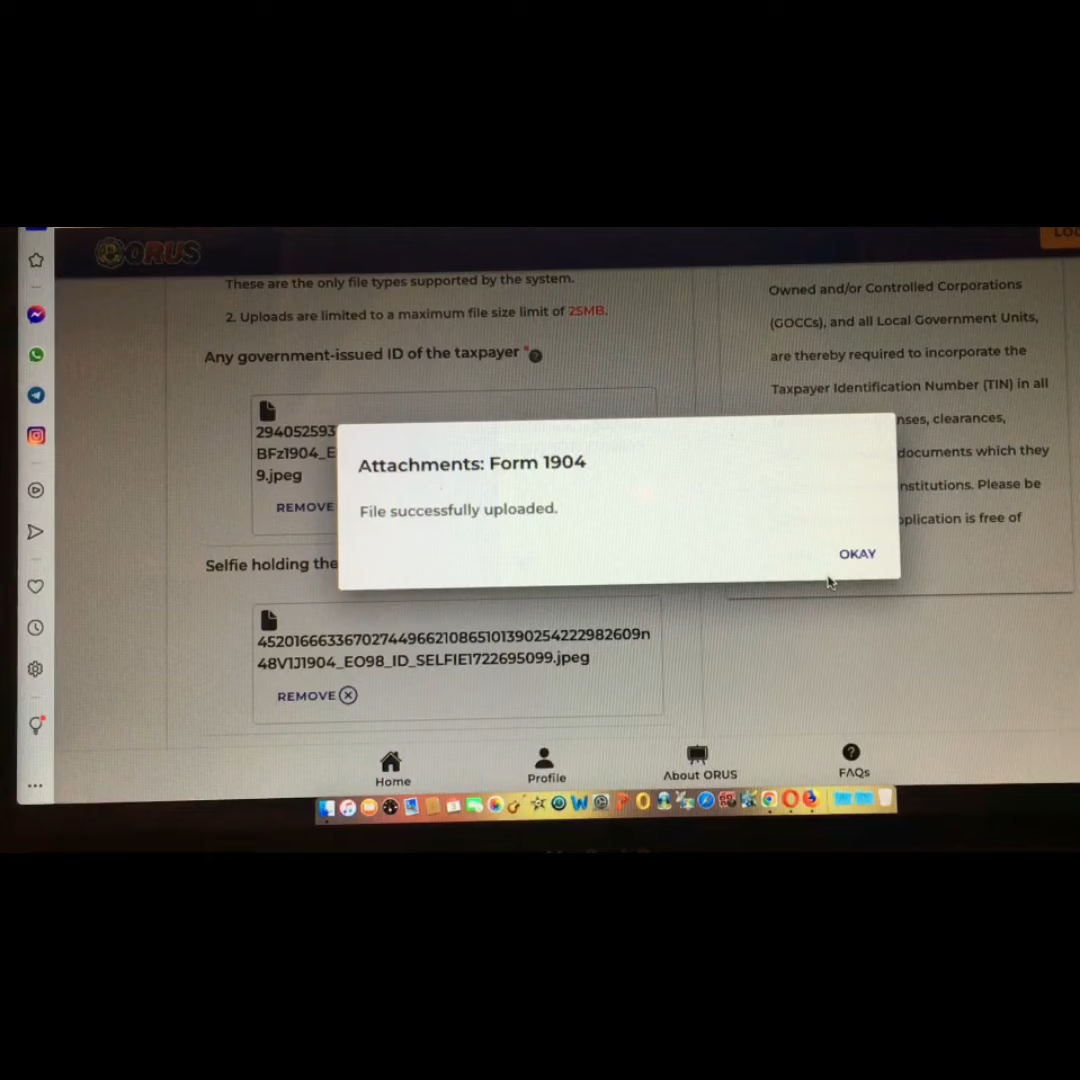 ORUS
These are the only file types supported by the system.
2. Uploads are limited to a maximum file size limit of 25MB.
Any government-issued ID of the taxpayer *
294052593
BFz1904_E
9.jpeg
REMOVE
Selfie holding the
452016663367027449662108651013902542229826​09n
48V1J1904_EO98_ID_SELFIE1722695099.jpeg
REMOVE
Attachments: Form 1904
File successfully uploaded.
OKAY
Owned and/or Controlled Corporations
(GOCCs), and all Local Government Units,
are thereby required to incorporate the
Taxpayer Identification Number (TIN) in all
nses, clearances,
documents which they
nstitutions. Please be
plication is free of
Home
Profile
About ORUS
FAQs